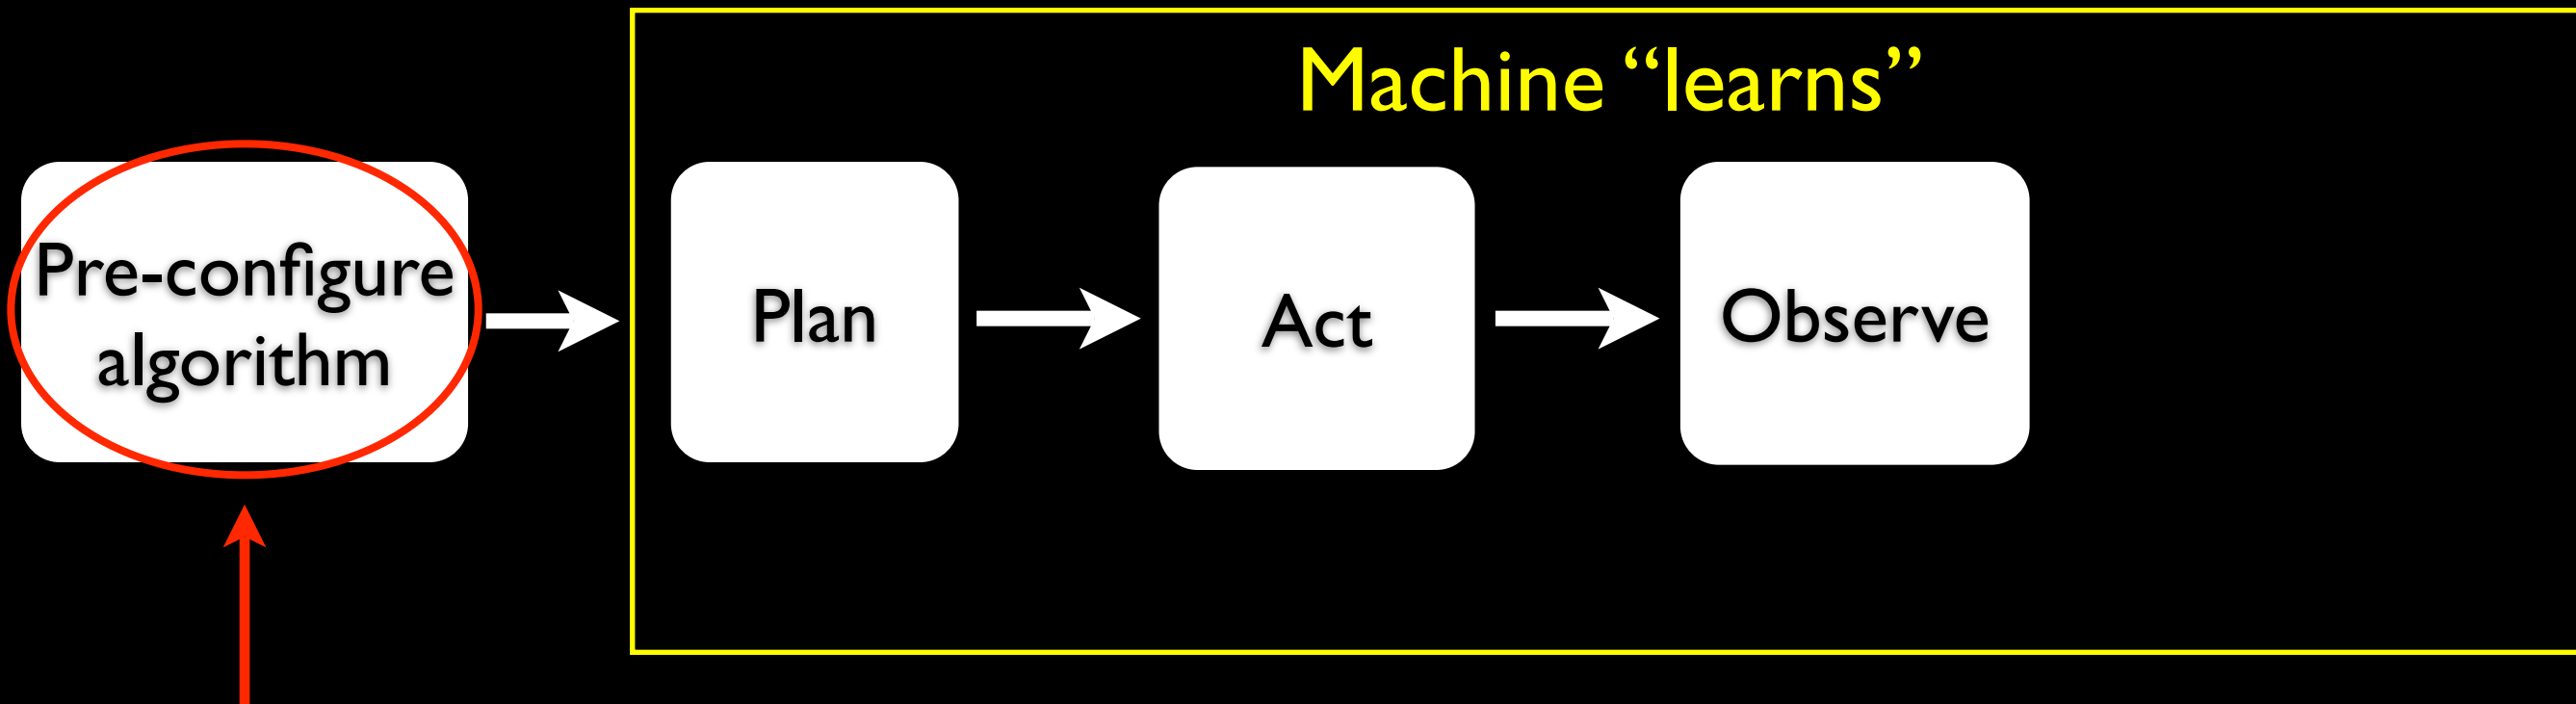 Machine “learns”
Pre-configure
algorithm
Plan
Act
Observe